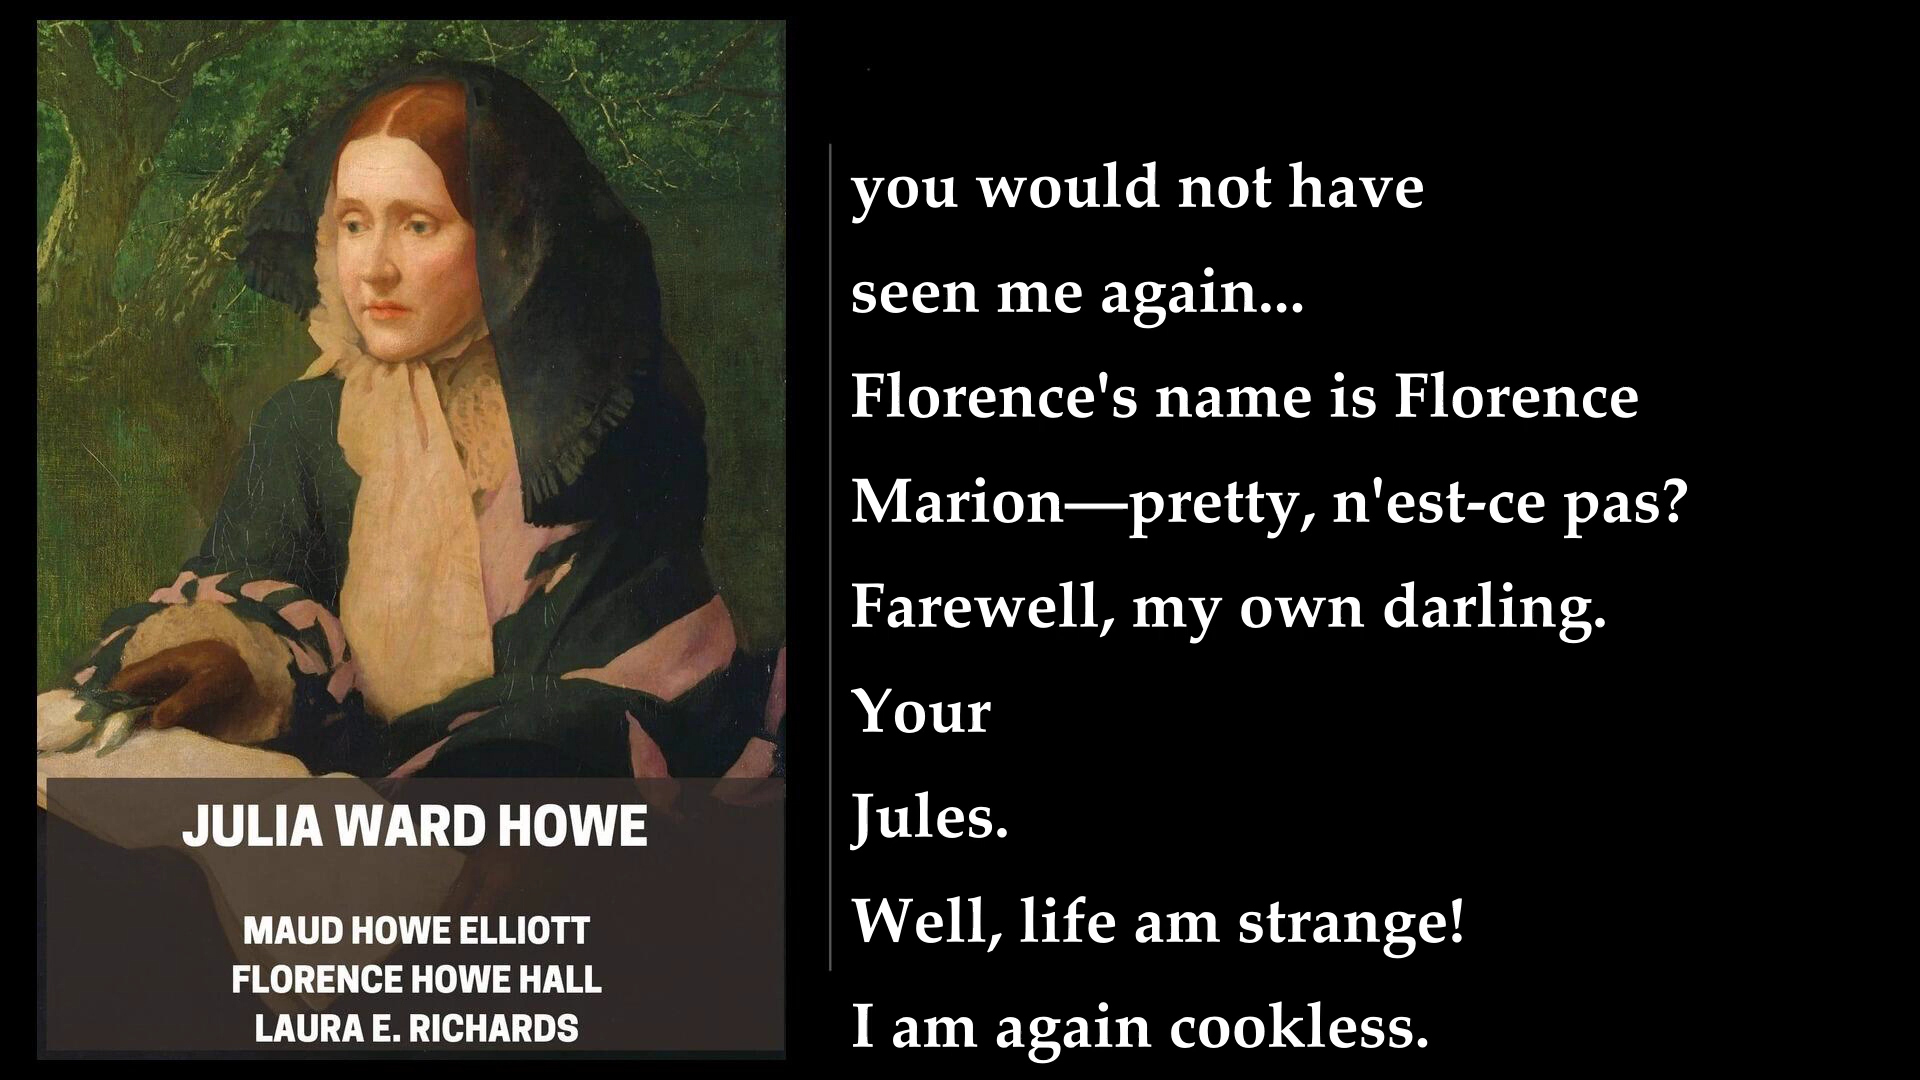 JULIA WARD HOWE
MAUD HOWE ELLIOTT
FLORENCE HOWE HALL
LAURA E. RICHARDS
you would not have
seen me again...
Florence's name is Florence
Marion—pretty, n'est-ce pas?
Farewell, my own darling.
Your
Jules.
Well, life am strange!
I am again cookless.